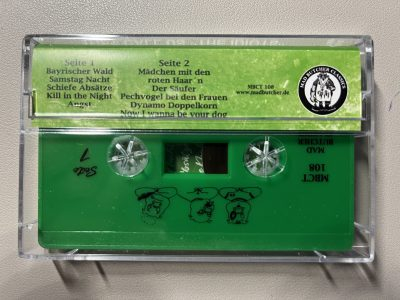 Seite 1
Bayrischer Wald
Samstag Nacht
Schiefe Absätze
Kill in the Night
Angst
Seite 2
Mädchen mit den
roten Haar'n
Der Säufer
Pechvogel bei den Frauen
Dynamo Doppelkorn
Now I wanna be your dog
MBCT 108
www.madbutcher.de
MAD BUTCHER CLASSICS
Seite
1
MBCT
108
MAD
BUTCHER